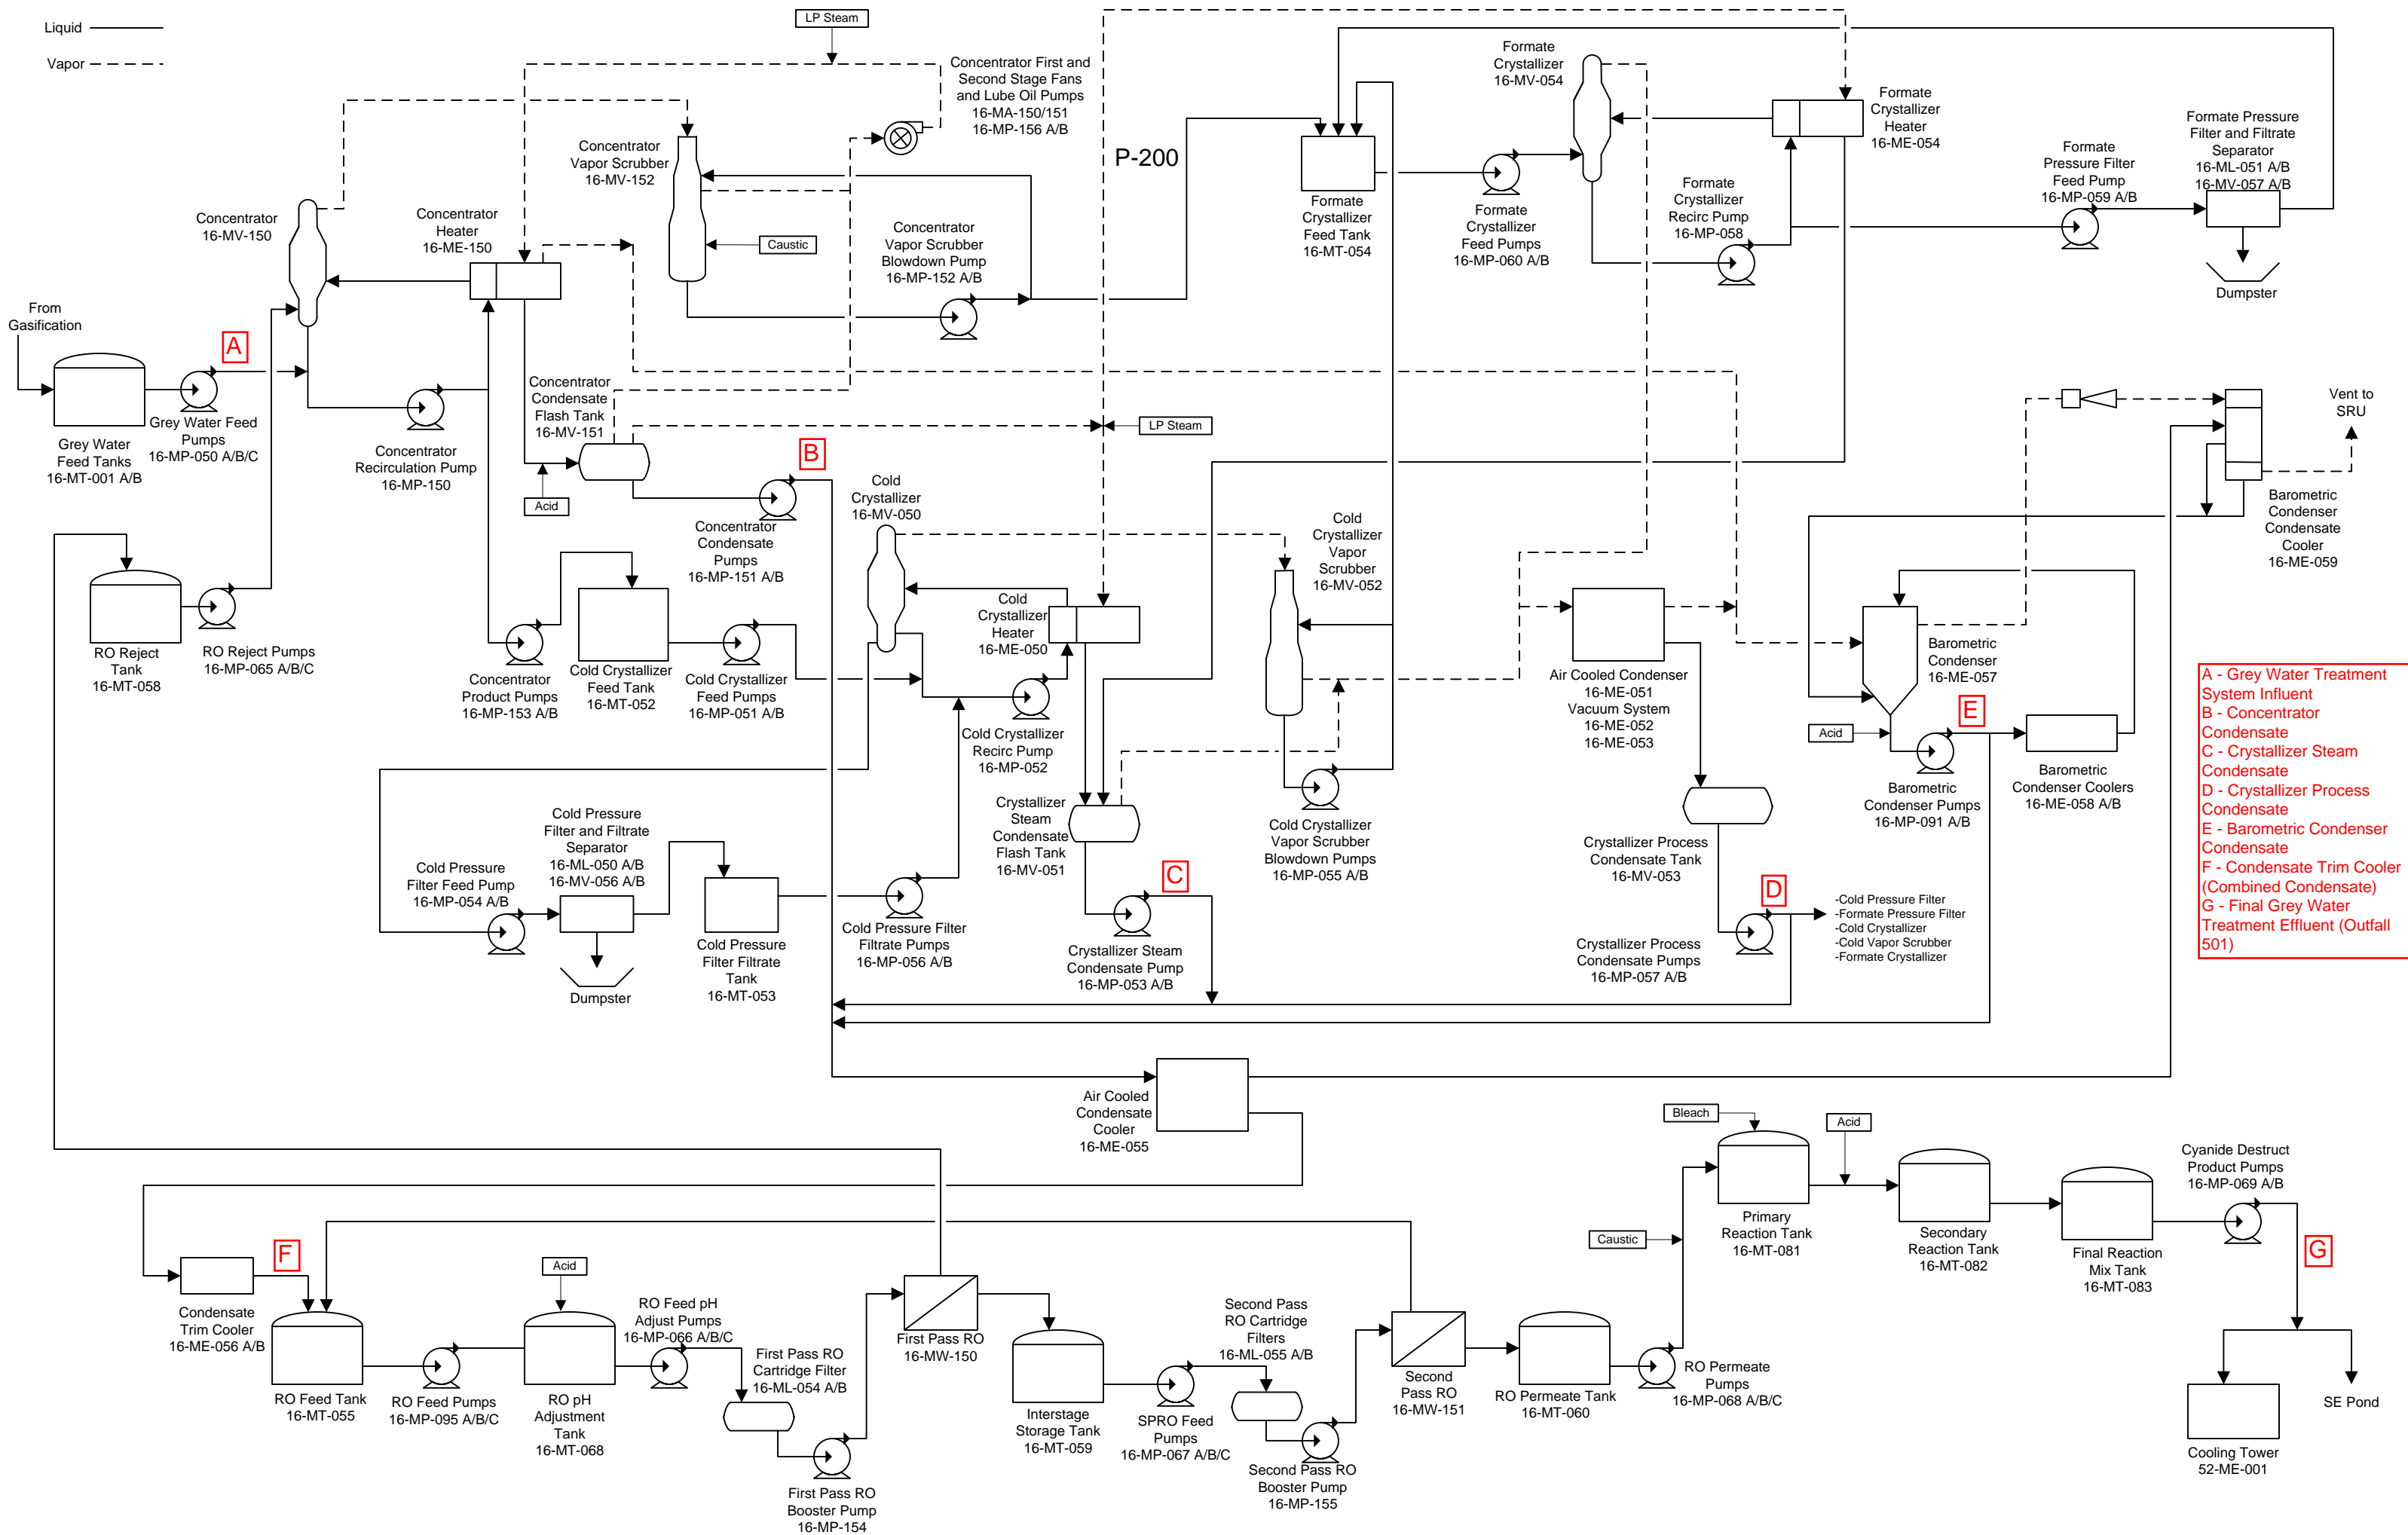 Liquid
Vapor
LP Steam
Concentrator First and
Second Stage Fans
and Lube Oil Pumps
16-MA-150/151
16-MP-156 A/B
Formate
Crystallizer
16-MV-054
Formate
Crystallizer
Heater
16-ME-054
Formate Pressure
Filter and Filtrate
Separator
16-ML-051 A/B
16-MV-057 A/B
Concentrator
Vapor Scrubber
16-MV-152
P-200
Formate
Pressure Filter
Feed Pump
16-MP-059 A/B
Concentrator
16-MV-150
Concentrator
Heater
16-ME-150
Caustic
Concentrator
Vapor Scrubber
Blowdown Pump
16-MP-152 A/B
Formate
Crystallizer
Feed Tank
16-MT-054
Formate
Crystallizer
Feed Pumps
16-MP-060 A/B
Formate
Crystallizer
Recirc Pump
16-MP-058
Dumpster
From
Gasification
A
Grey Water
Feed Tanks
16-MT-001 A/B
Grey Water Feed
Pumps
16-MP-050 A/B/C
Concentrator
Recirculation Pump
16-MP-150
Concentrator
Condensate
Flash Tank
16-MV-151
Acid
B
LP Steam
Concentrator
Condensate
Pumps
16-MP-151 A/B
Cold
Crystallizer
16-MV-050
Cold
Crystallizer
Vapor
Scrubber
16-MV-052
Vent to
SRU
Barometric
Condenser
Condensate
Cooler
16-ME-059
RO Reject
Tank
16-MT-058
RO Reject Pumps
16-MP-065 A/B/C
Concentrator
Product Pumps
16-MP-153 A/B
Cold Crystallizer
Feed Tank
16-MT-052
Cold Crystallizer
Feed Pumps
16-MP-051 A/B
Cold
Crystallizer
Heater
16-ME-050
Cold Crystallizer
Recirc Pump
16-MP-052
Air Cooled Condenser
16-ME-051
Vacuum System
16-ME-052
16-ME-053
Barometric
Condenser
16-ME-057
Acid
E
Barometric
Condenser Pumps
16-MP-091 A/B
Barometric
Condenser Coolers
16-ME-058 A/B
A - Grey Water Treatment
System Influent
B - Concentrator
Condensate
C - Crystallizer Steam
Condensate
D - Crystallizer Process
Condensate
E - Barometric Condenser
Condensate
F - Condensate Trim Cooler
(Combined Condensate)
G - Final Grey Water
Treatment Effluent (Outfall
501)
Cold Pressure
Filter Feed Pump
16-MP-054 A/B
Cold Pressure
Filter and Filtrate
Separator
16-ML-050 A/B
16-MV-056 A/B
Dumpster
Cold Pressure
Filter Filtrate
Tank
16-MT-053
Cold Pressure Filter
Filtrate Pumps
16-MP-056 A/B
Crystallizer
Steam
Condensate
Flash Tank
16-MV-051
C
Crystallizer Steam
Condensate Pump
16-MP-053 A/B
Cold Crystallizer
Vapor Scrubber
Blowdown Pumps
16-MP-055 A/B
Crystallizer Process
Condensate Tank
16-MV-053
D
Crystallizer Process
Condensate Pumps
16-MP-057 A/B
-Cold Pressure Filter
-Formate Pressure Filter
-Cold Crystallizer
-Cold Vapor Scrubber
-Formate Crystallizer
Air Cooled
Condensate
Cooler
16-ME-055
Bleach
Acid
Caustic
Primary
Reaction Tank
16-MT-081
Secondary
Reaction Tank
16-MT-082
Final Reaction
Mix Tank
16-MT-083
Cyanide Destruct
Product Pumps
16-MP-069 A/B
G
F
Condensate
Trim Cooler
16-ME-056 A/B
RO Feed Tank
16-MT-055
RO Feed Pumps
16-MP-095 A/B/C
Acid
RO pH
Adjustment
Tank
16-MT-068
RO Feed pH
Adjust Pumps
16-MP-066 A/B/C
First Pass RO
Cartridge Filter
16-ML-054 A/B
First Pass RO
Booster Pump
16-MP-154
First Pass RO
16-MW-150
Interstage
Storage Tank
16-MT-059
SPRO Feed
Pumps
16-MP-067 A/B/C
Second Pass
RO Cartridge
Filters
16-ML-055 A/B
Second Pass RO
Booster Pump
16-MP-155
Second
Pass RO
16-MW-151
RO Permeate Tank
16-MT-060
RO Permeate
Pumps
16-MP-068 A/B/C
Cooling Tower
52-ME-001
SE Pond